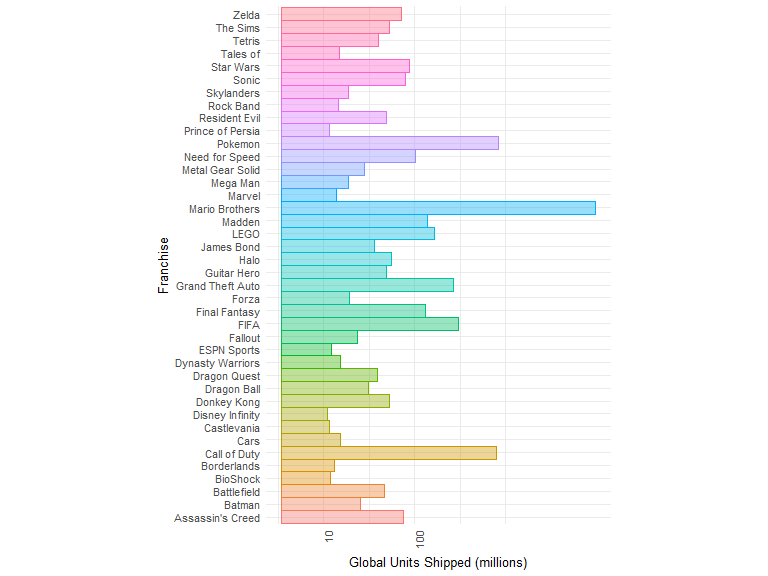 Zelda
The Sims
Tetris
Tales of
Star Wars
Sonic
Skylanders
Rock Band
Resident Evil
Prince of Persia
Pokemon
Need for Speed
Metal Gear Solid
Mega Man
Marvel
Mario Brothers
Madden
LEGO
James Bond
Halo
Guitar Hero
Grand Theft Auto
Forza
Final Fantasy
FIFA
Fallout
ESPN Sports
Dynasty Warriors
Dragon Quest
Dragon Ball
Donkey Kong
Disney Infinity
Castlevania
Cars
Call of Duty
Borderlands
BioShock
Battlefield
Batman
Assassin's Creed
Franchise
10
100
Global Units Shipped (millions)